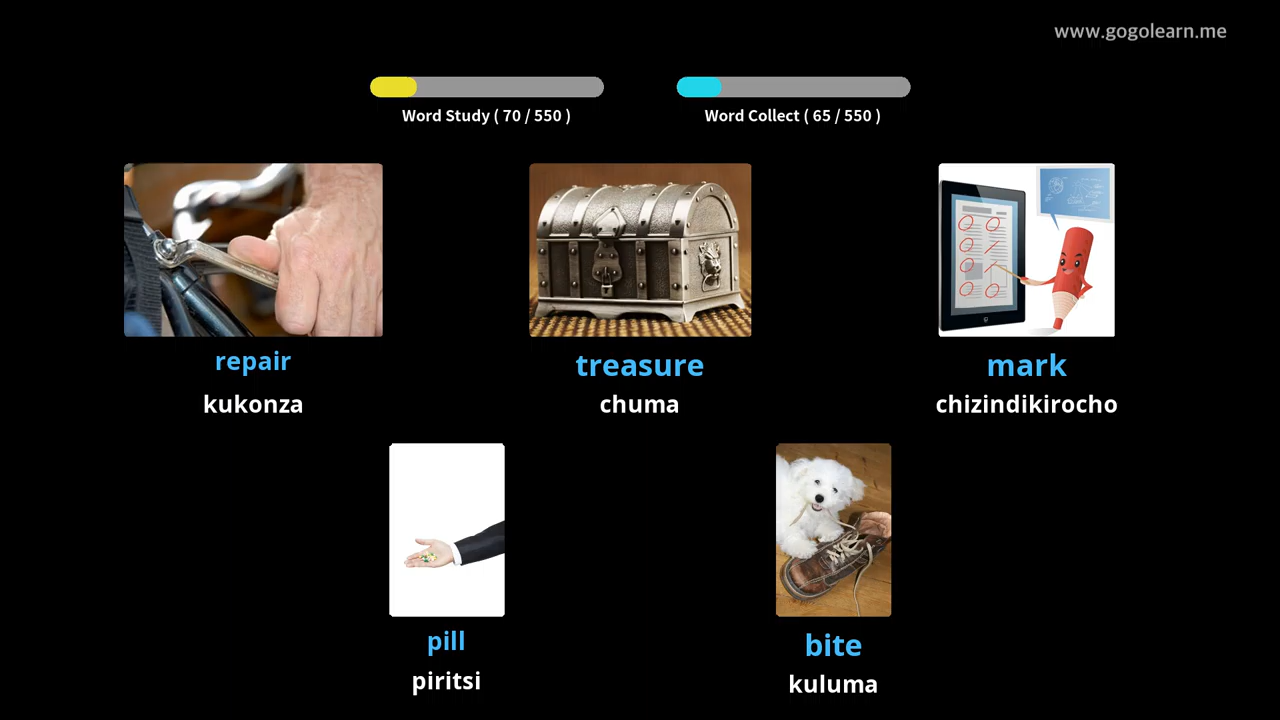 www.gogolearn.me
Word Study ( 70 / 550 )
Word Collect ( 65 / 550 )
repair
kukonza
treasure
chuma
mark
chizindikirocho
pill
piritsi
bite
kuluma